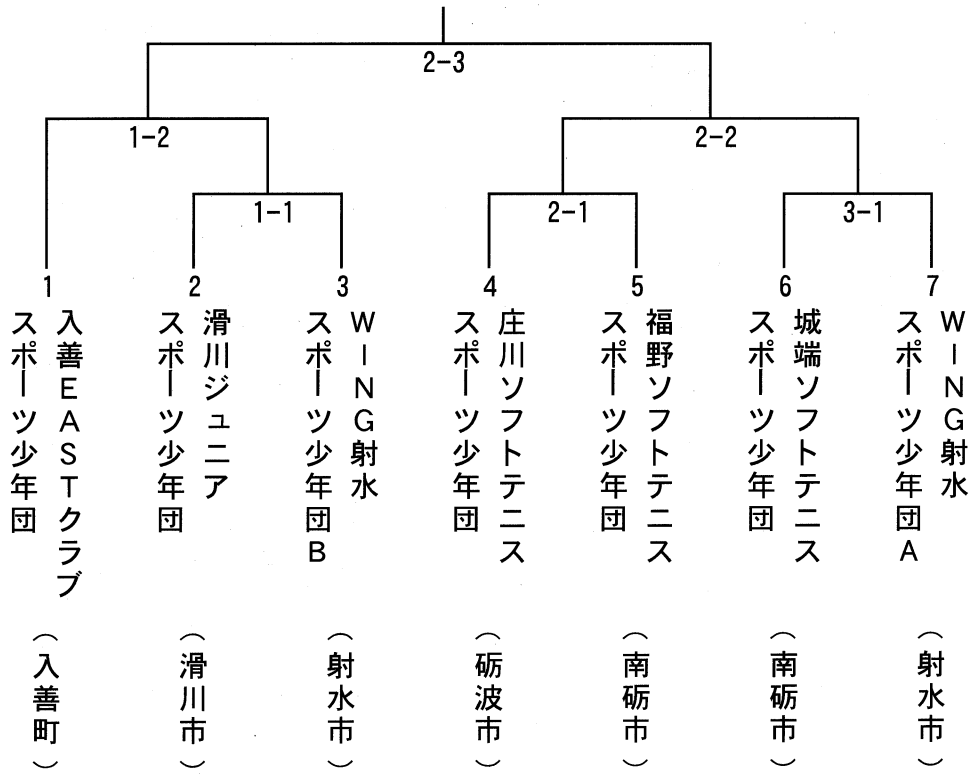 2-3
1-2
2-2
1-1
2-1
3-1
1
2
3
4
5
6
7
入善EASTクラブ
スポーツ少年団
(入善町)
滑川ジュニア
スポーツ少年団
(滑川市)
WING射水
スポーツ少年団B
(射水市)
庄川ソフトテニス
スポーツ少年団
(砺波市)
福野ソフトテニス
スポーツ少年団
(南砺市)
城端ソフトテニス
スポーツ少年団
(南砺市)
WING射水
スポーツ少年団A
(射水市)